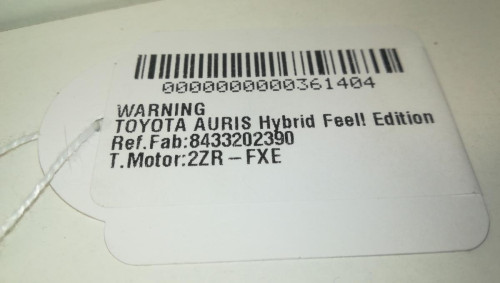 0000000000361404
WARNING
TOYOTA AURIS Hybrid Feel! Edition
Ref.Fab:8433202390
T.Motor:2ZR-FXE